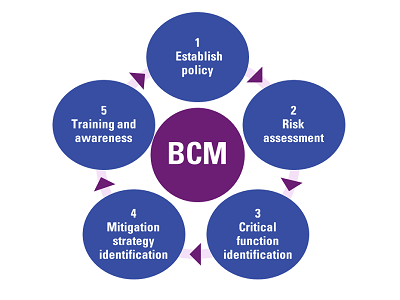 1
Establish
policy
2
Risk
assessment
3
Critical
function
identification
4
Mitigation
strategy
identification
5
Training and
awareness
BCM